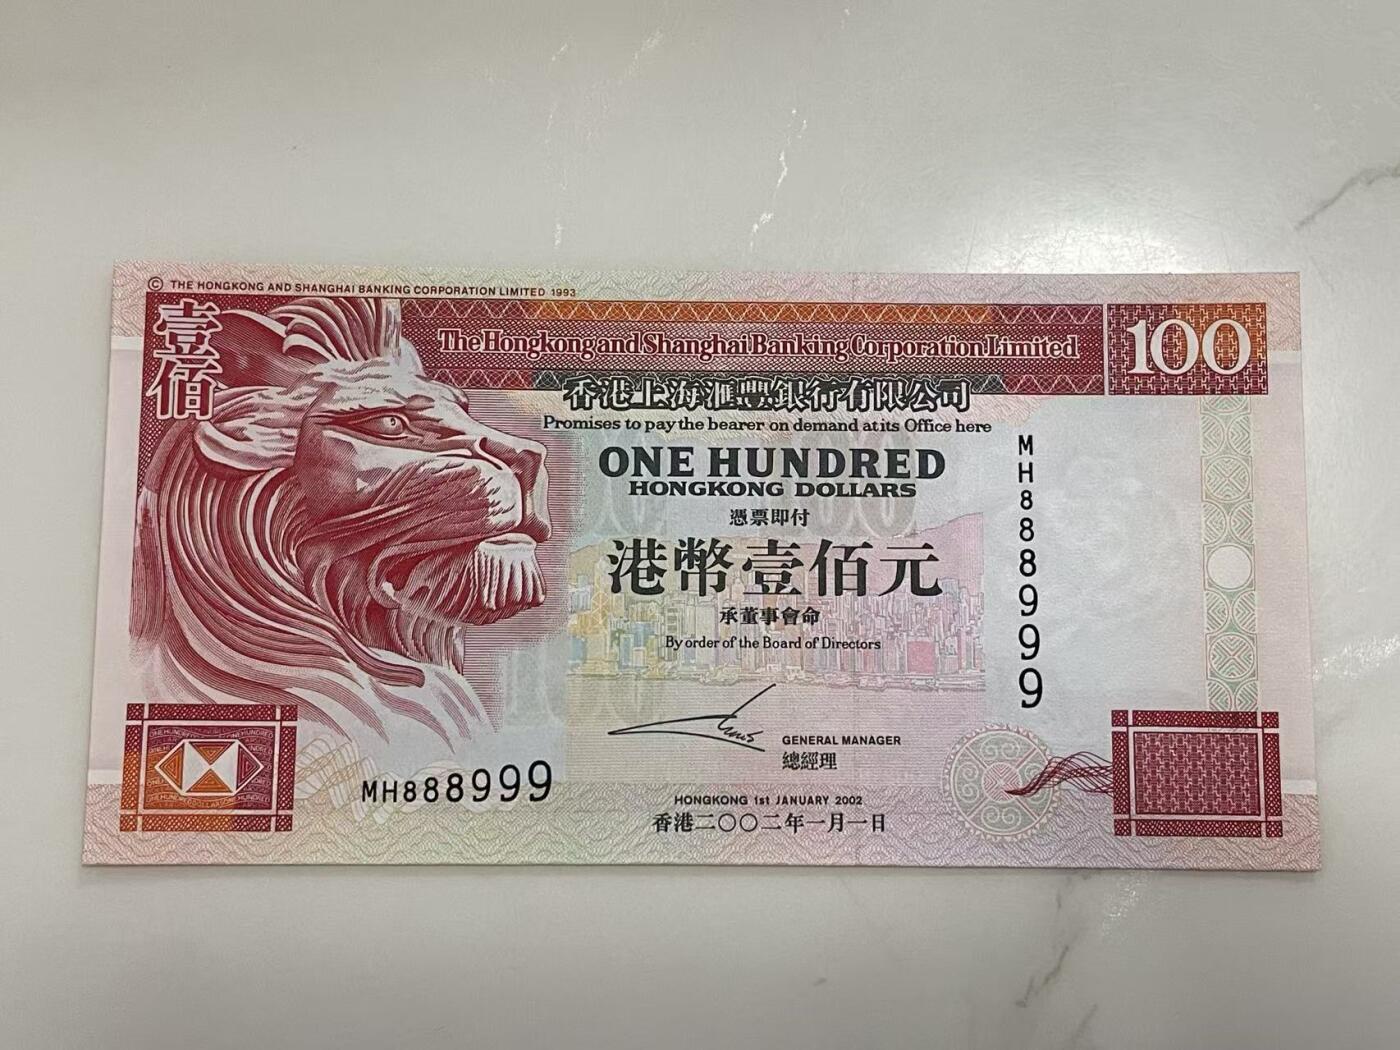 © THE HONGKONG AND SHANGHAI BANKING CORPORATION LIMITED 1993
壹佰
The Hongkong and Shanghai Banking Corporation Limited
100
香港上海滙豐銀行有限公司
Promises to pay the bearer on demand at its Office here
ONE HUNDRED
HONGKONG DOLLARS
憑票即付
港幣壹佰元
承董事會命
By order of the Board of Directors
MH888999
GENERAL MANAGER
總經理
MH888999
HONGKONG 1st JANUARY 2002
香港二〇〇二年一月一日